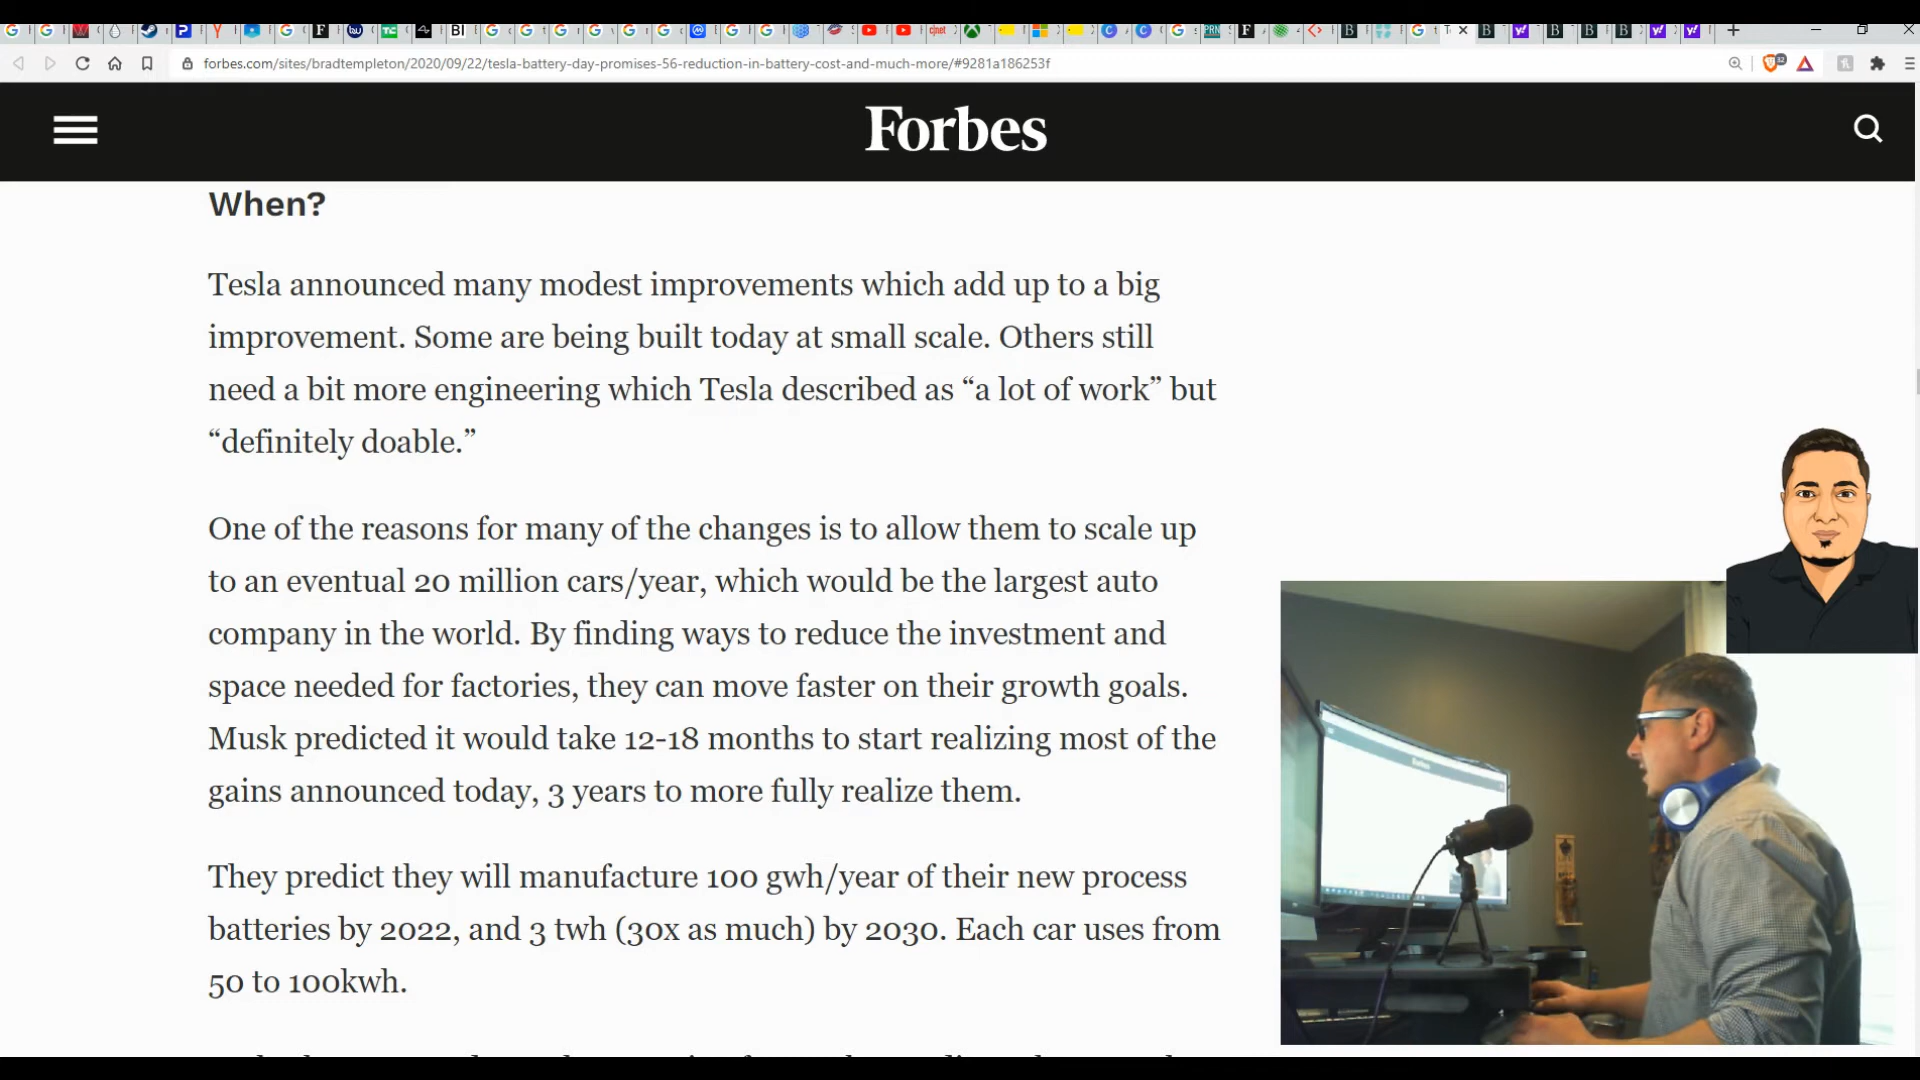 forbes.com/sites/bradtempleton/2020/09/22/tesla-battery-day-promises-56-reduction-in-battery-cost-and-much-more/#9281a186253f
Forbes
When?
Tesla announced many modest improvements which add up to a big
improvement. Some are being built today at small scale. Others still
need a bit more engineering which Tesla described as “a lot of work” but
“definitely doable.”
One of the reasons for many of the changes is to allow them to scale up
to an eventual 20 million cars/year, which would be the largest auto
company in the world. By finding ways to reduce the investment and
space needed for factories, they can move faster on their growth goals.
Musk predicted it would take 12-18 months to start realizing most of the
gains announced today, 3 years to more fully realize them.
They predict they will manufacture 100 gwh/year of their new process
batteries by 2022, and 3 twh (30x as much) by 2030. Each car uses from
50 to 100kwh.